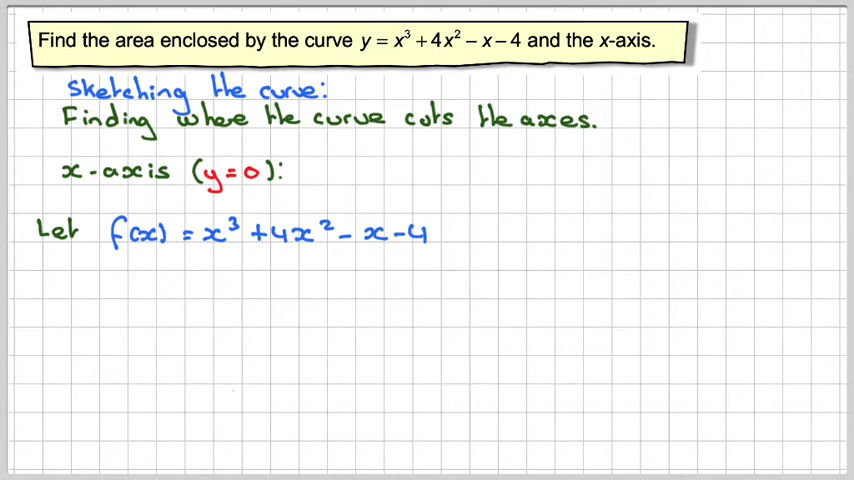 Find the area enclosed by the curve y = x³ + 4x² − x − 4 and the x-axis.
Sketching the curve:
Finding where the curve cuts the axes.
x-axis (y=0):
Let f(x) = x³ + 4x² − x − 4